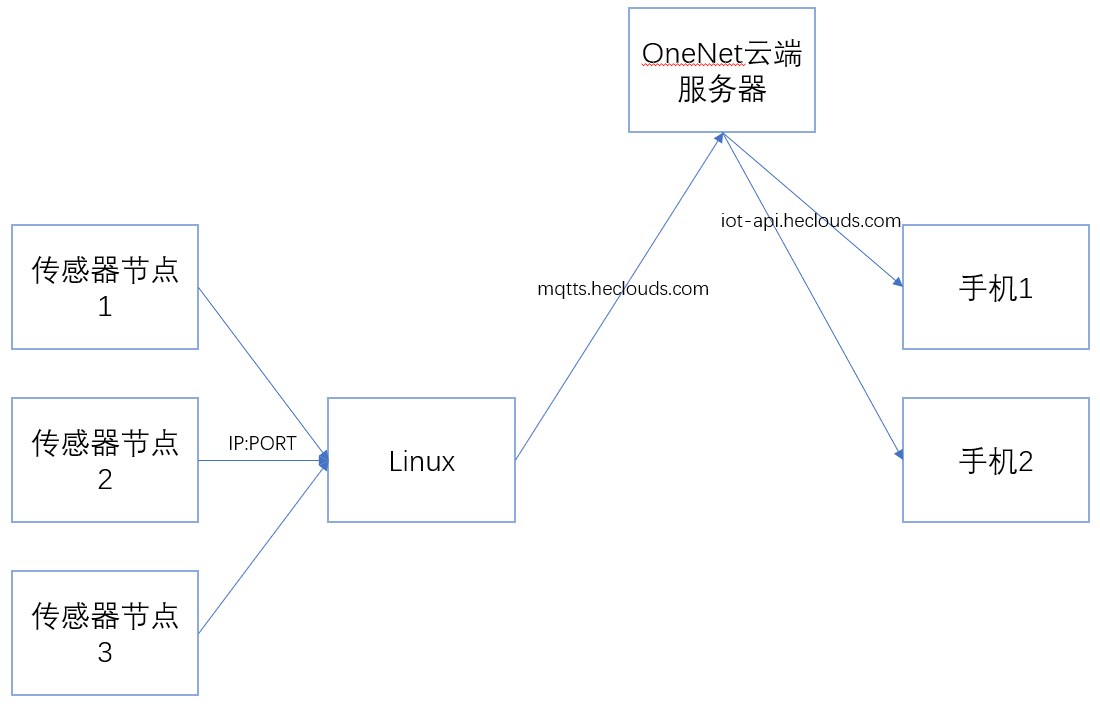 OneNet云端
服务器
iot-api.heclouds.com
传感器节点
1
手机1
mqtts.heclouds.com
传感器节点
2
IP:PORT
Linux
手机2
传感器节点
3